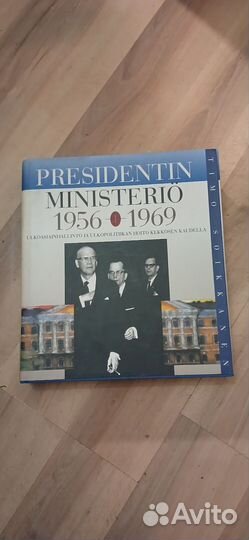 PRESIDENTIN
MINISTERIÖ
1956 1969
ULKOASIAINHALLINTO JA ULKOPOLITIIKAN HOITO KEKKOSEN KAUDELLA
TIMO SOIKKANEN
Avito